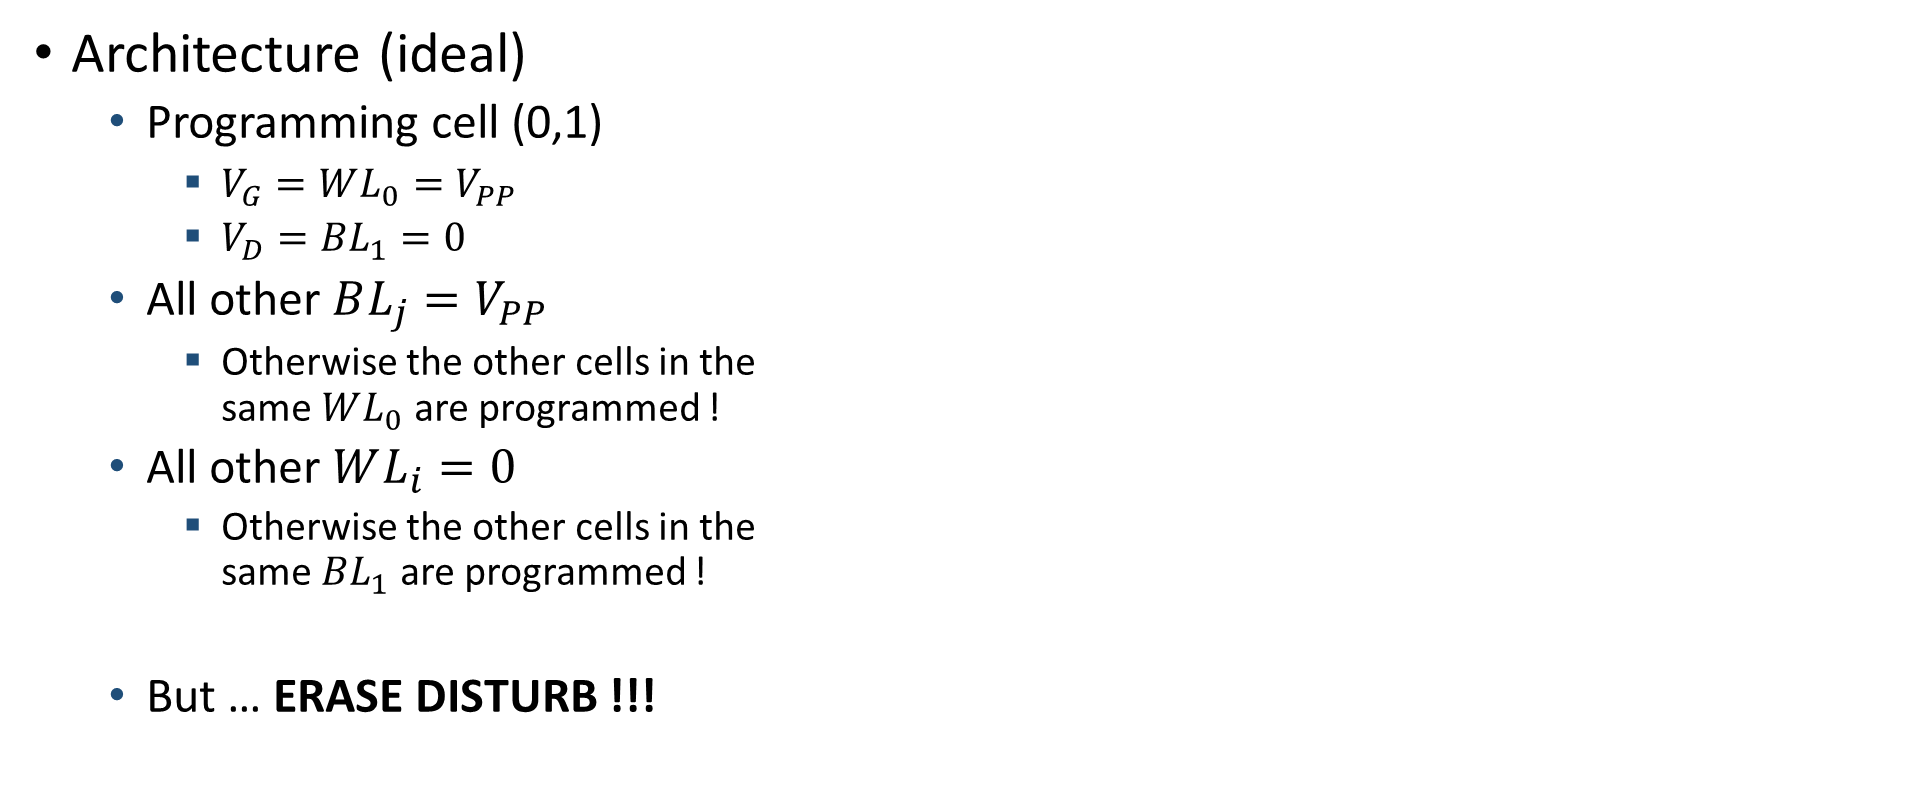 • Architecture (ideal)
• Programming cell (0,1)
▪ V_G = WL_0 = V_PP
▪ V_D = BL_1 = 0
• All other BL_j = V_PP
▪ Otherwise the other cells in the
same WL_0 are programmed !
• All other WL_i = 0
▪ Otherwise the other cells in the
same BL_1 are programmed !
• But … ERASE DISTURB !!!